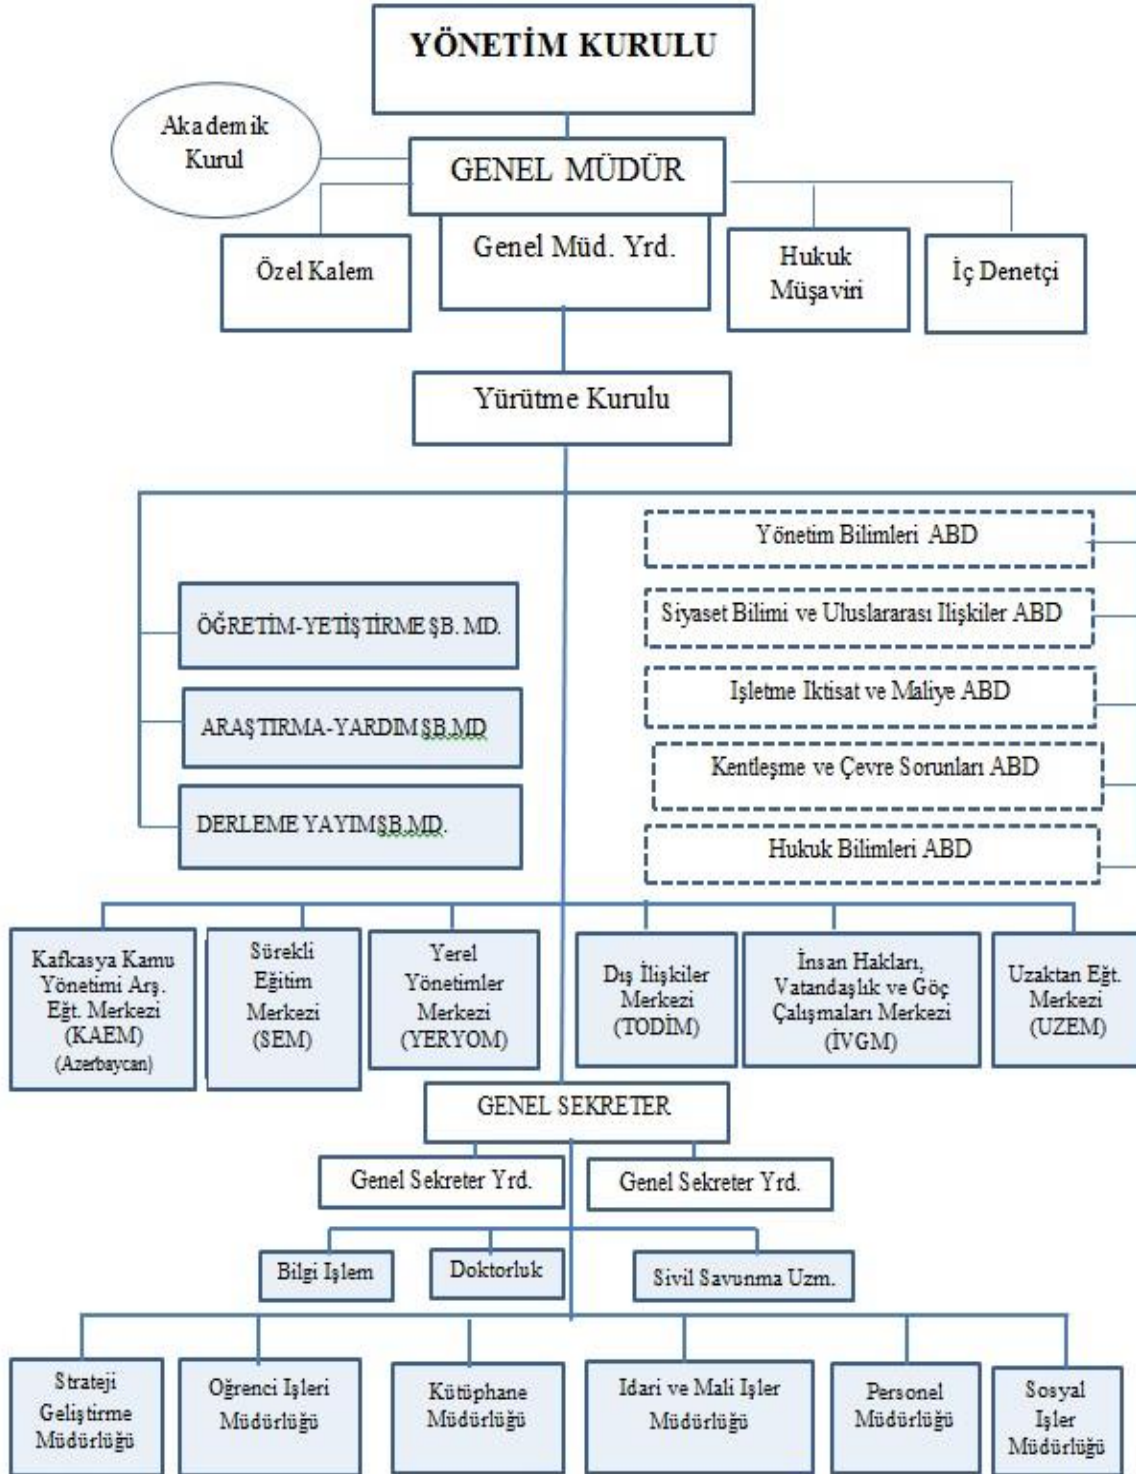 YÖNETİM KURULU
Akademik
Kurul
GENEL MÜDÜR
Genel Müd. Yrd.
Özel Kalem
Hukuk
Müşaviri
İç Denetçi
Yürütme Kurulu
Yönetim Bilimleri ABD
Siyaset Bilimi ve Uluslararası Ilişkiler ABD
Işletme Iktisat ve Maliye ABD
Kentleşme ve Çevre Sorunları ABD
Hukuk Bilimleri ABD
ÖĞRETİM-YETİŞTİRME ŞB. MD.
ARAŞTIRMA-YARDIM ŞB.MD
DERLEME YAYIM ŞB.MD.
Kafkasya Kamu
Yönetimi Arş.
Eğt. Merkezi
(KAEM)
(Azerbaycan)
Sürekli
Eğitim
Merkezi
(SEM)
Yerel
Yönetimler
Merkezi
(YERYOM)
Dış İlişkiler
Merkezi
(TODİM)
İnsan Hakları,
Vatandaşlık ve Göç
Çalışmaları Merkezi
(İVGM)
Uzaktan Eğt.
Merkezi
(UZEM)
GENEL SEKRETER
Genel Sekreter Yrd.
Genel Sekreter Yrd.
Bilgi Işlem
Doktorluk
Sivil Savunma Uzm.
Strateji
Geliştirme
Müdürlüğü
Oğrenci Işleri
Müdürlüğü
Kütüphane
Müdürlüğü
Idari ve Mali Işler
Müdürlüğü
Personel
Müdürlüğü
Sosyal
Işler
Müdürlüğü